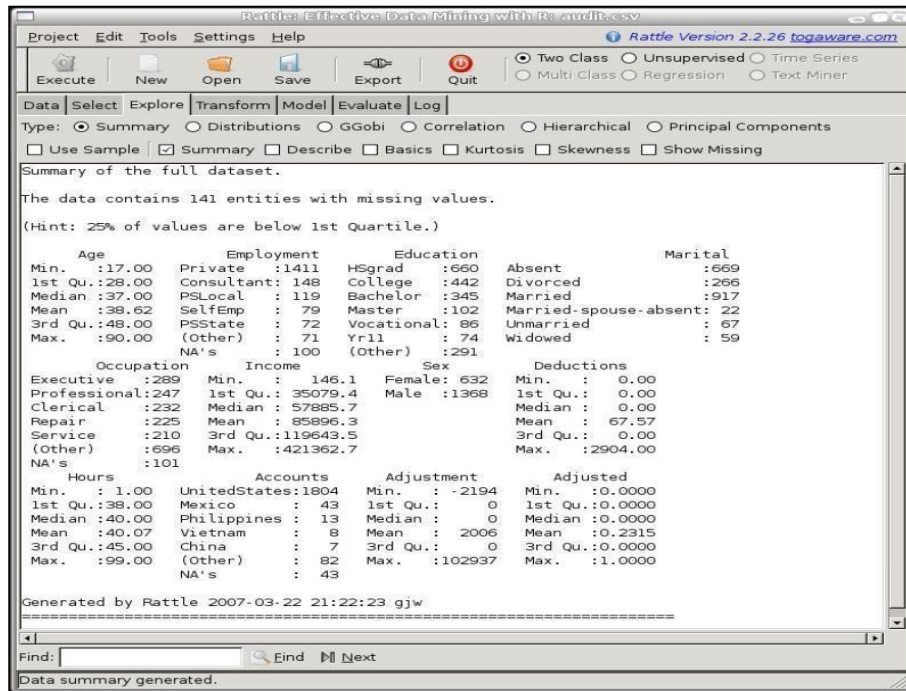 Rattle: Effective Data Mining with R: audit.csv
Project Edit Tools Settings Help Rattle Version 2.2.26 togaware.com
Execute New Open Save Export Quit
Two Class Unsupervised Time Series
Multi Class Regression Text Miner
Data Select Explore Transform Model Evaluate Log
Type: Summary Distributions GGobi Correlation Hierarchical Principal Components
Use Sample Summary Describe Basics Kurtosis Skewness Show Missing
Summary of the full dataset.
The data contains 141 entities with missing values.
(Hint: 25% of values are below 1st Quartile.)
Age Employment Education Marital
Min. :17.00 Private :1411 HSgrad :660 Absent :669
1st Qu.:28.00 Consultant: 148 College :442 Divorced :266
Median :37.00 PSLocal : 119 Bachelor :345 Married :917
Mean :38.62 SelfEmp : 79 Master :102 Married-spouse-absent: 22
3rd Qu.:48.00 PSState : 72 Vocational: 86 Unmarried : 67
Max. :90.00 (Other) : 71 Yr11 : 74 Widowed : 59
NA's : 100 (Other) :291
Occupation Income Sex Deductions
Executive :289 Min. : 146.1 Female: 632 Min. : 0.00
Professional:247 1st Qu.: 35079.4 Male :1368 1st Qu.: 0.00
Clerical :232 Median : 57885.7 Median : 0.00
Repair :225 Mean : 85896.3 Mean : 67.57
Service :210 3rd Qu.:119643.5 3rd Qu.: 0.00
(Other) :696 Max. :421362.7 Max. :2904.00
NA's :101
Hours Accounts Adjustment Adjusted
Min. : 1.00 UnitedStates:1804 Min. : -2194 Min. :0.0000
1st Qu.:38.00 Mexico : 43 1st Qu.: 0 1st Qu.:0.0000
Median :40.00 Philippines : 13 Median : 0 Median :0.0000
Mean :40.07 Vietnam : 8 Mean : 2006 Mean :0.2315
3rd Qu.:45.00 China : 7 3rd Qu.: 0 3rd Qu.:0.0000
Max. :99.00 (Other) : 82 Max. :102937 Max. :1.0000
NA's : 43
Generated by Rattle 2007-03-22 21:22:23 gjw
======================================================================
Find: Find Next
Data summary generated.